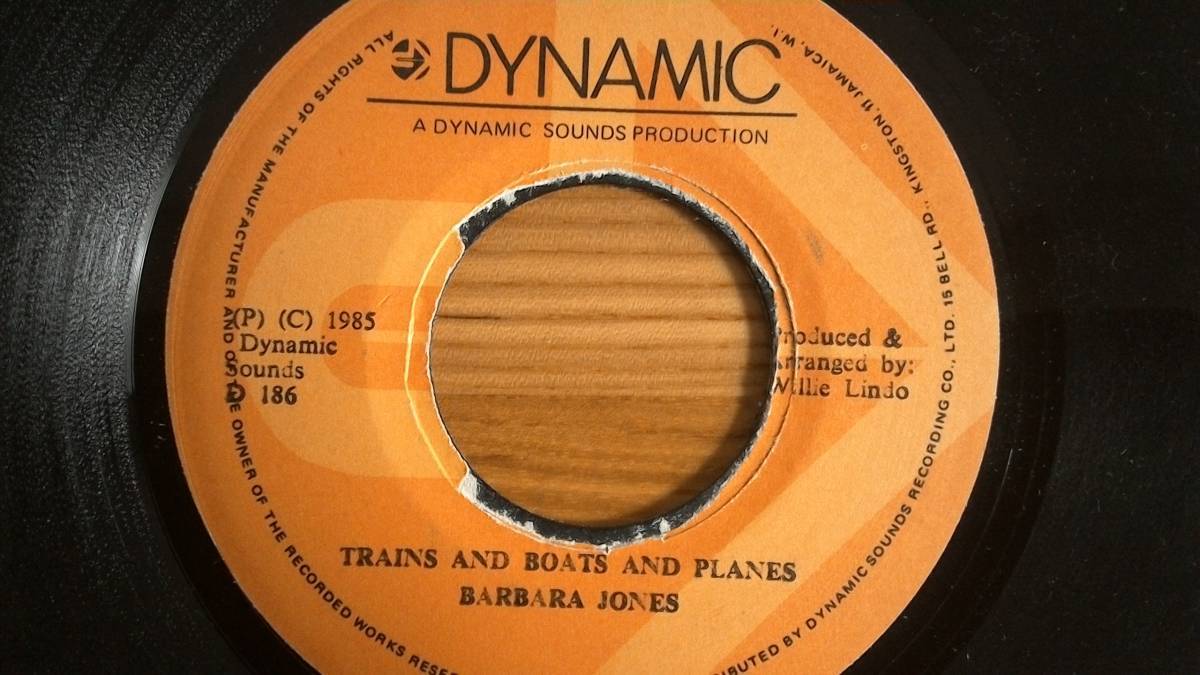 DYNAMIC
A DYNAMIC SOUNDS PRODUCTION
(P) (C) 1985
Dynamic
Sounds
D 186
Produced &
Arranged by:
Willie Lindo
TRAINS AND BOATS AND PLANES
BARBARA JONES
ALL RIGHTS OF THE MANUFACTURER AND OF THE OWNER OF THE RECORDED WORKS
BY DYNAMIC SOUNDS RECORDING CO., LTD. 15 BELL RD., KINGSTON, 11 JAMAICA, W.I.